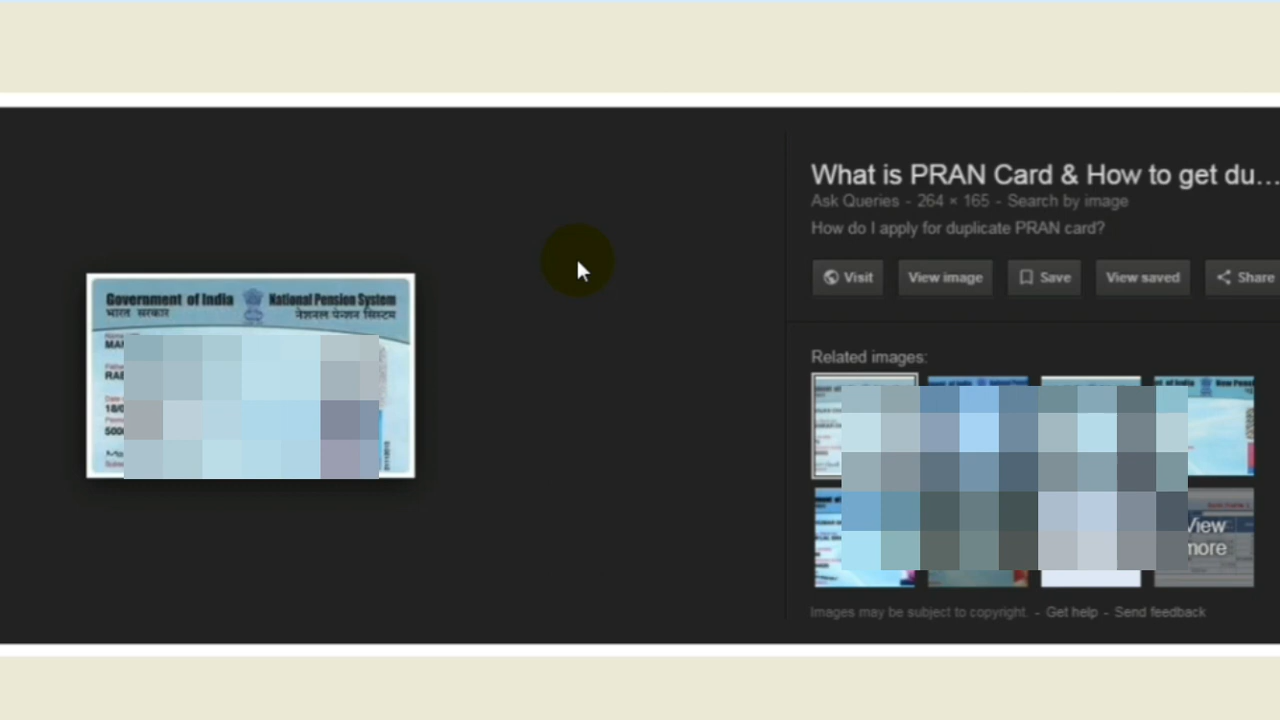 Government of India National Pension System
भारत सरकार नेशनल पेन्शन सिस्टम
What is PRAN Card & How to get du...
Ask Queries - 264 × 165 - Search by image
How do I apply for duplicate PRAN card?
Visit View image Save View saved Share
Related images:
View
more
Images may be subject to copyright. - Get help - Send feedback